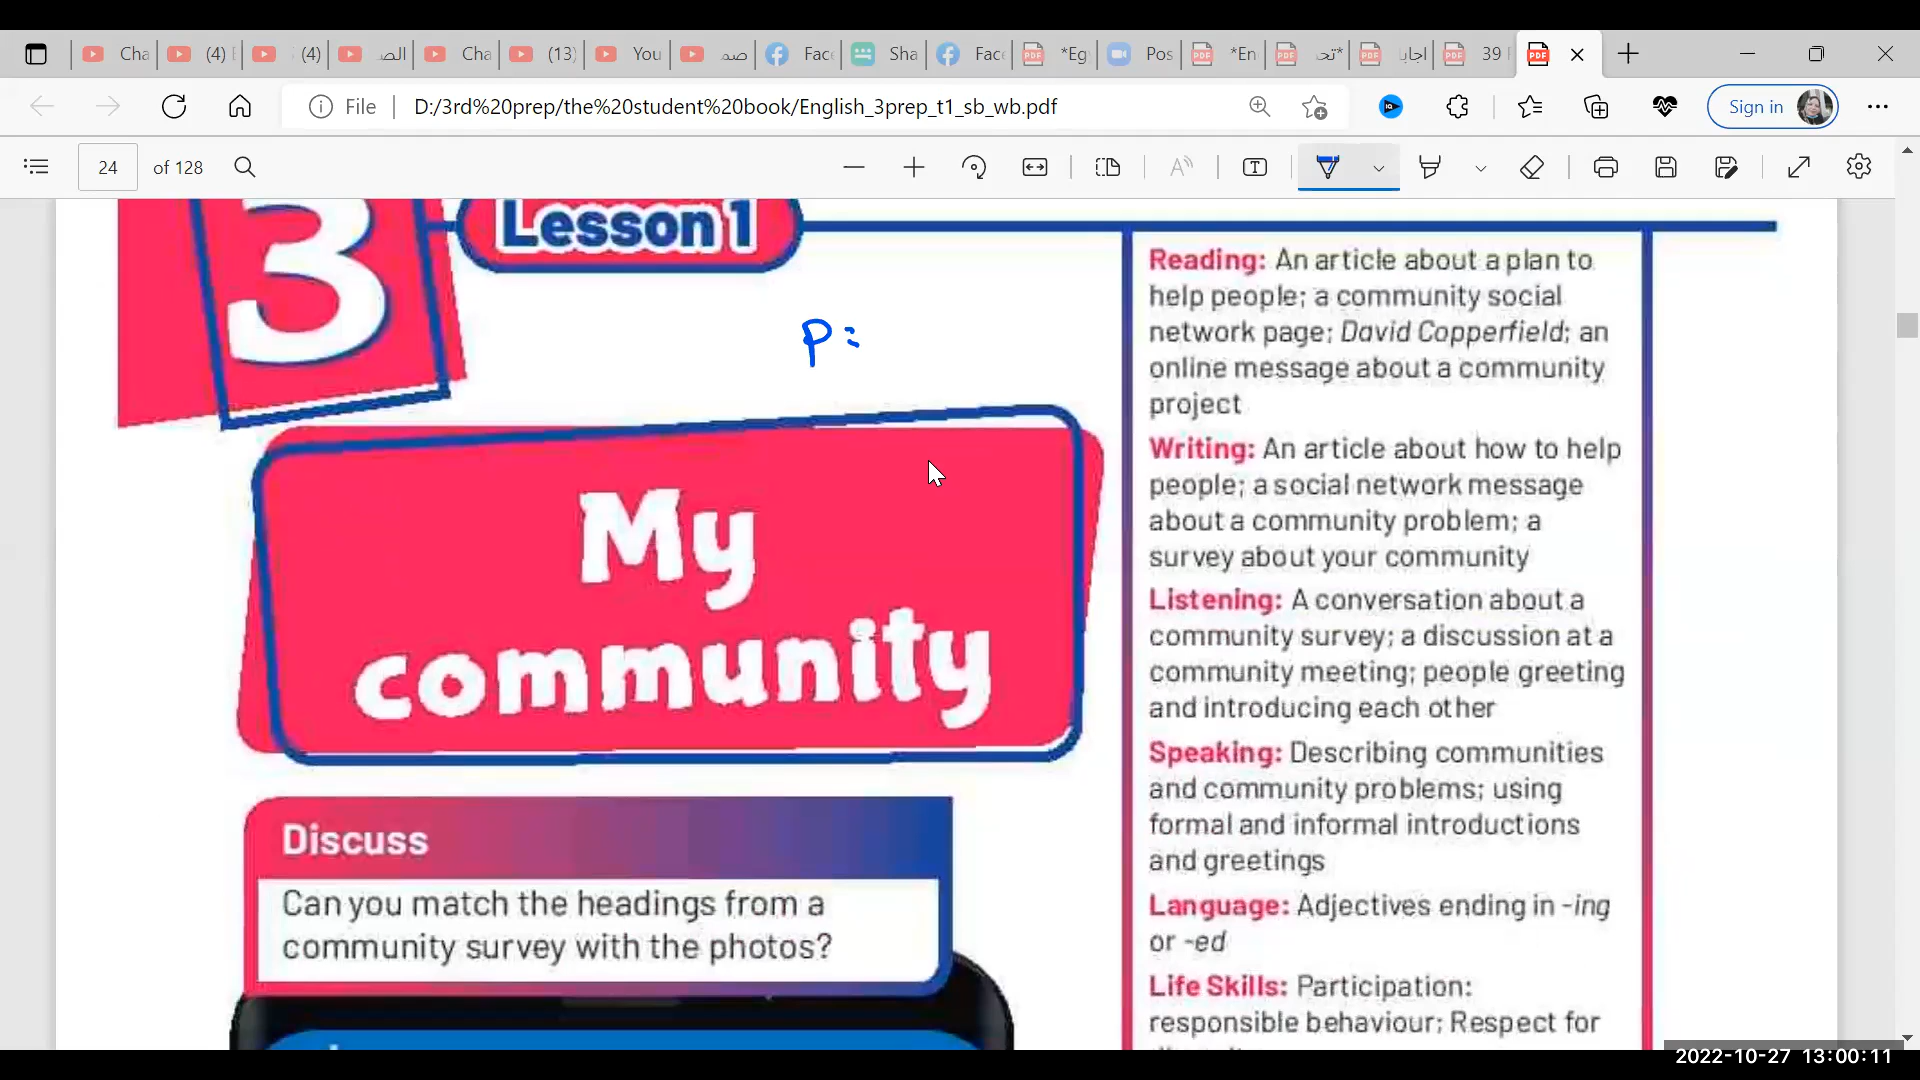 Cha
(4)
(4)
الصـ
Cha
(13)
You
صم
Face
Sha
Face
*Eg
Pos
*En
*تحـ
اجابا
39
File
D:/3rd%20prep/the%20student%20book/English_3prep_t1_sb_wb.pdf
Sign in
24
of 128
3
Lesson 1
P:
My
community
Discuss
Can you match the headings from a
community survey with the photos?
Reading: An article about a plan to
help people; a community social
network page; David Copperfield; an
online message about a community
project
Writing: An article about how to help
people; a social network message
about a community problem; a
survey about your community
Listening: A conversation about a
community survey; a discussion at a
community meeting; people greeting
and introducing each other
Speaking: Describing communities
and community problems; using
formal and informal introductions
and greetings
Language: Adjectives ending in -ing
or -ed
Life Skills: Participation:
responsible behaviour; Respect for
2022-10-27 13:00:11